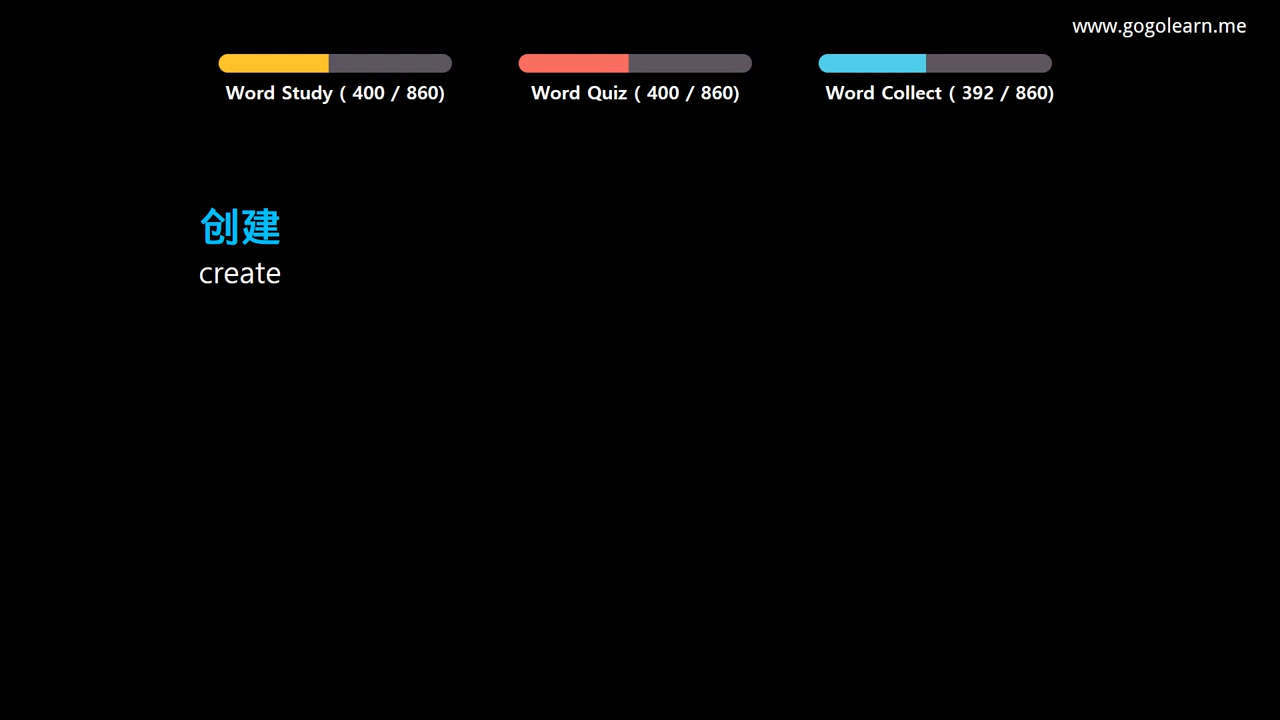 www.gogolearn.me
Word Study ( 400 / 860)
Word Quiz ( 400 / 860)
Word Collect ( 392 / 860)
创建
create